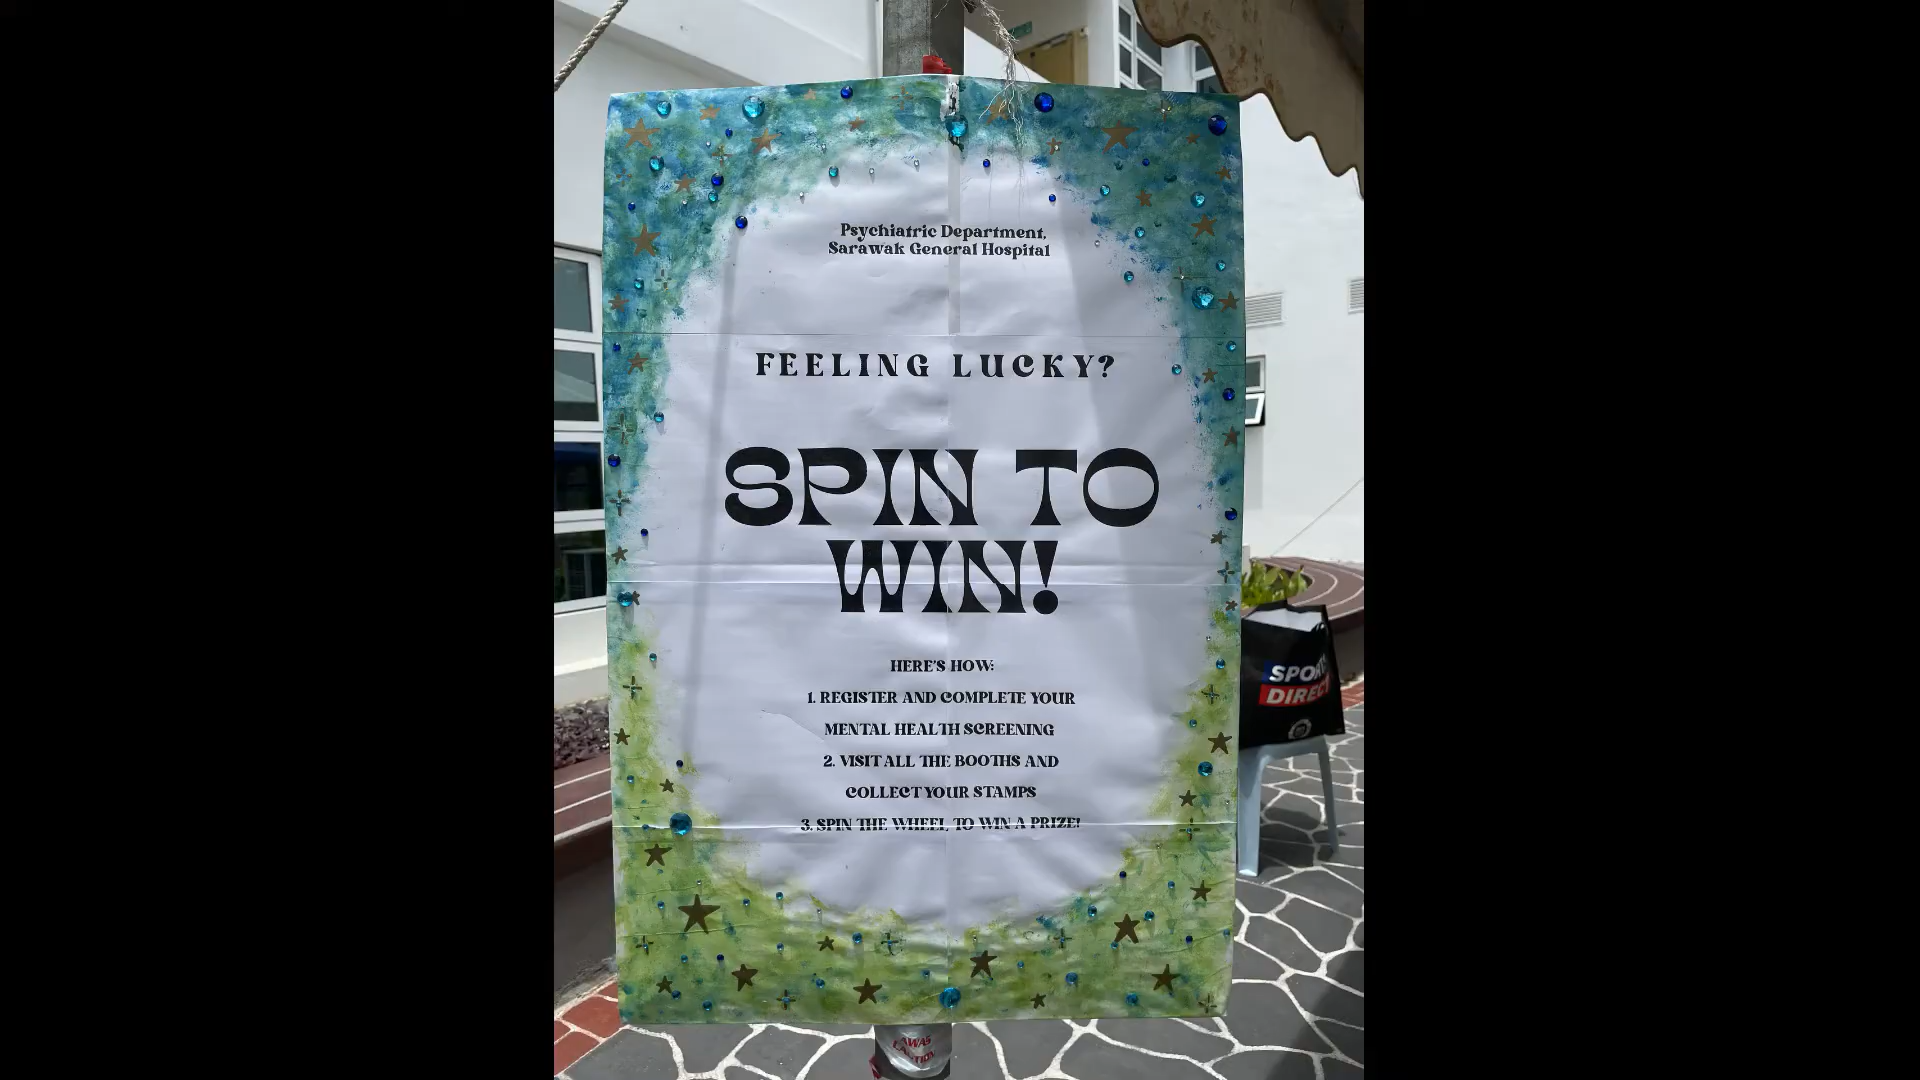 Psychiatric Department,
Sarawak General Hospital
FEELING LUCKY?
SPIN TO
WIN!
HERE'S HOW:
1. REGISTER AND COMPLETE YOUR
MENTAL HEALTH SCREENING
2. VISIT ALL THE BOOTHS AND
COLLECT YOUR STAMPS
3. SPIN THE WHEEL TO WIN A PRIZE!
SPORTS
DIRECT
AWAS
CAUTION